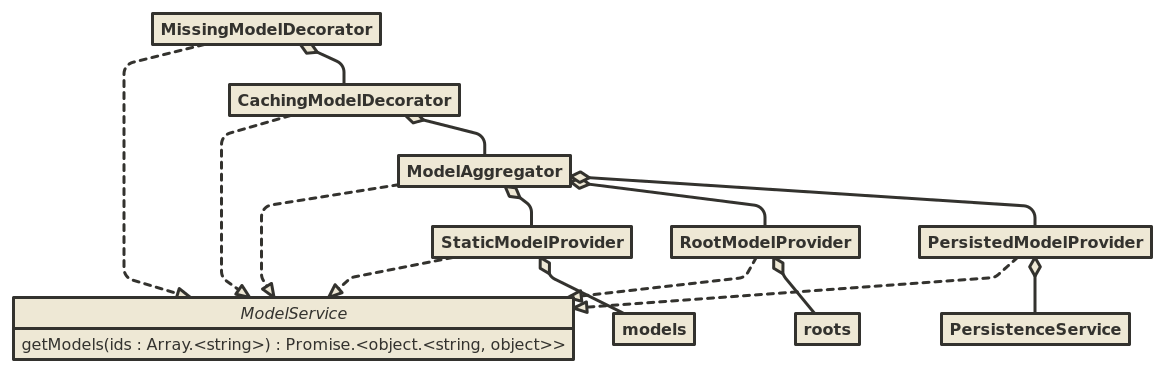 MissingModelDecorator
CachingModelDecorator
ModelAggregator
StaticModelProvider
RootModelProvider
PersistedModelProvider
ModelService
getModels(ids : Array.<string>) : Promise.<object.<string, object>>
models
roots
PersistenceService